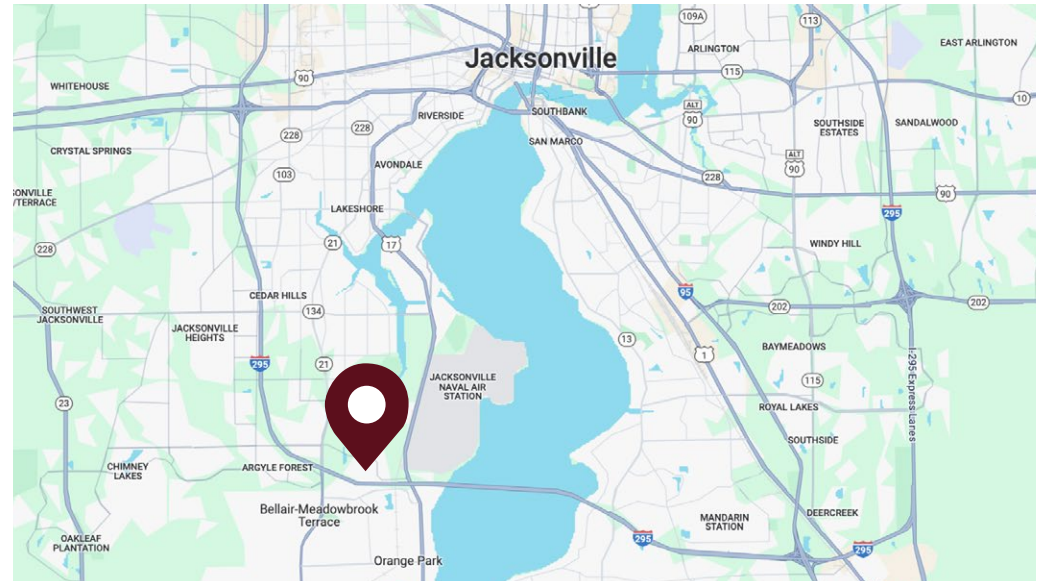 109A
113
ARLINGTON
EAST ARLINGTON
Jacksonville
115
WHITEHOUSE
90
10
ALT
90
RIVERSIDE
SOUTHBANK
SOUTHSIDE
ESTATES
SANDALWOOD
228
228
SAN MARCO
CRYSTAL SPRINGS
ALT
90
AVONDALE
103
228
90
SONVILLE
/TERRACE
LAKESHORE
295
228
21
17
WINDY HILL
CEDAR HILLS
95
SOUTHWEST
JACKSONVILLE
134
202
202
JACKSONVILLE
HEIGHTS
13
1
BAYMEADOWS
295
21
JACKSONVILLE
NAVAL AIR
STATION
115
I-295 Express Lanes
23
ROYAL LAKES
SOUTHSIDE
CHIMNEY
LAKES
ARGYLE FOREST
Bellair-Meadowbrook
Terrace
MANDARIN
STATION
DEERCREEK
OAKLEAF
PLANTATION
295
295
Orange Park